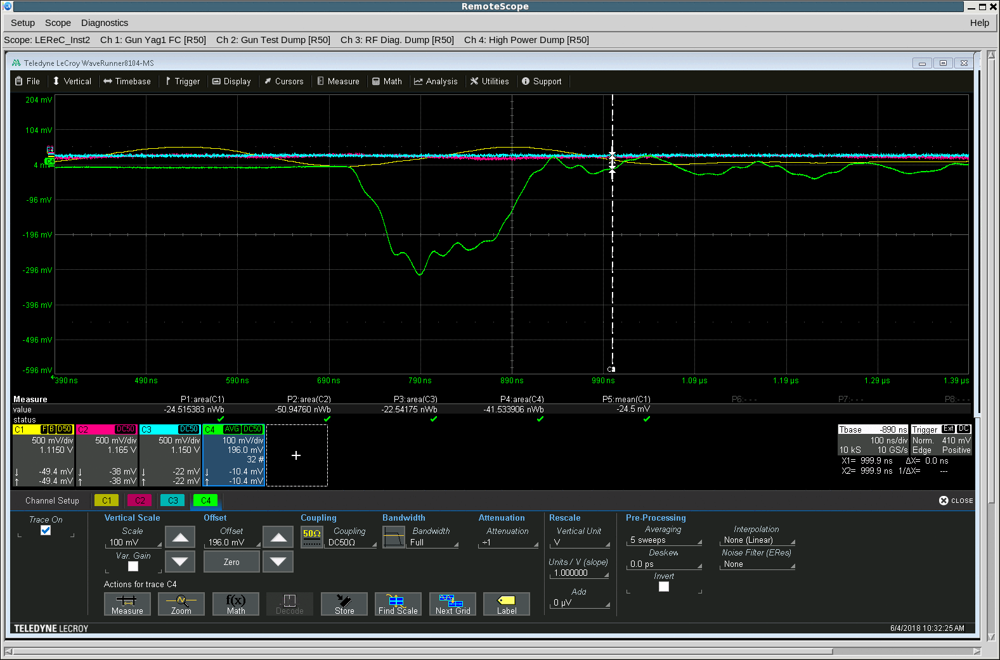 RemoteScope
Setup Scope Diagnostics Help
Scope: LEReC_Inst2 Ch 1: Gun Yag1 FC [R50] Ch 2: Gun Test Dump [R50] Ch 3: RF Diag. Dump [R50] Ch 4: High Power Dump [R50]
Teledyne LeCroy WaveRunner8104-MS
File Vertical Timebase Trigger Display Cursors Measure Math Analysis Utilities Support
204 mV
104 mV
C4
4 m
-96 mV
-196 mV
-296 mV
-396 mV
-496 mV
-596 mV
390 ns 490 ns 590 ns 690 ns 790 ns 890 ns 990 ns 1.09 µs 1.19 µs 1.29 µs 1.39 µs
Measure P1:area(C1) P2:area(C2) P3:area(C3) P4:area(C4) P5:mean(C1) P6:- - - P7:- - - P8:- - -
value -24.515383 nWb -50.94760 nWb -22.54175 nWb -41.533906 nWb -24.5 mV
status
C1 F B D50 C2 DC50 C3 DC50 C4 AVG DC50 Tbase -890 ns Trigger Ext DC
500 mV/div 500 mV/div 500 mV/div 100 mV/div 100 ns/div Norm. 410 mV
1.1150 V 1.165 V 1.150 V 196.0 mV 10 kS 10 GS/s Edge Positive
32 #
X1= 999.9 ns ΔX= 0.0 ns
↓ -49.4 mV ↓ -38 mV ↓ -22 mV ↓ -10.4 mV X2= 999.9 ns 1/ΔX= ---
↑ -49.4 mV ↑ -38 mV ↑ -22 mV ↑ -10.4 mV
Channel Setup C1 C2 C3 C4 CLOSE
Trace On Vertical Scale Offset Coupling Bandwidth Attenuation Rescale Pre-Processing
Scale Offset 50Ω Coupling Bandwidth Attenuation Vertical Unit Averaging Interpolation
100 mV 196.0 mV DC50Ω Full ÷1 V 5 sweeps None (Linear)
Var. Gain Zero Units / V (slope) Deskew Noise Filter (ERes)
1.000000 0.0 ps None
Invert
Actions for trace C4
Add
0 µV
f(x)
Measure Zoom Math Decode Store Find Scale Next Grid Label
TELEDYNE LECROY 6/4/2018 10:32:25 AM